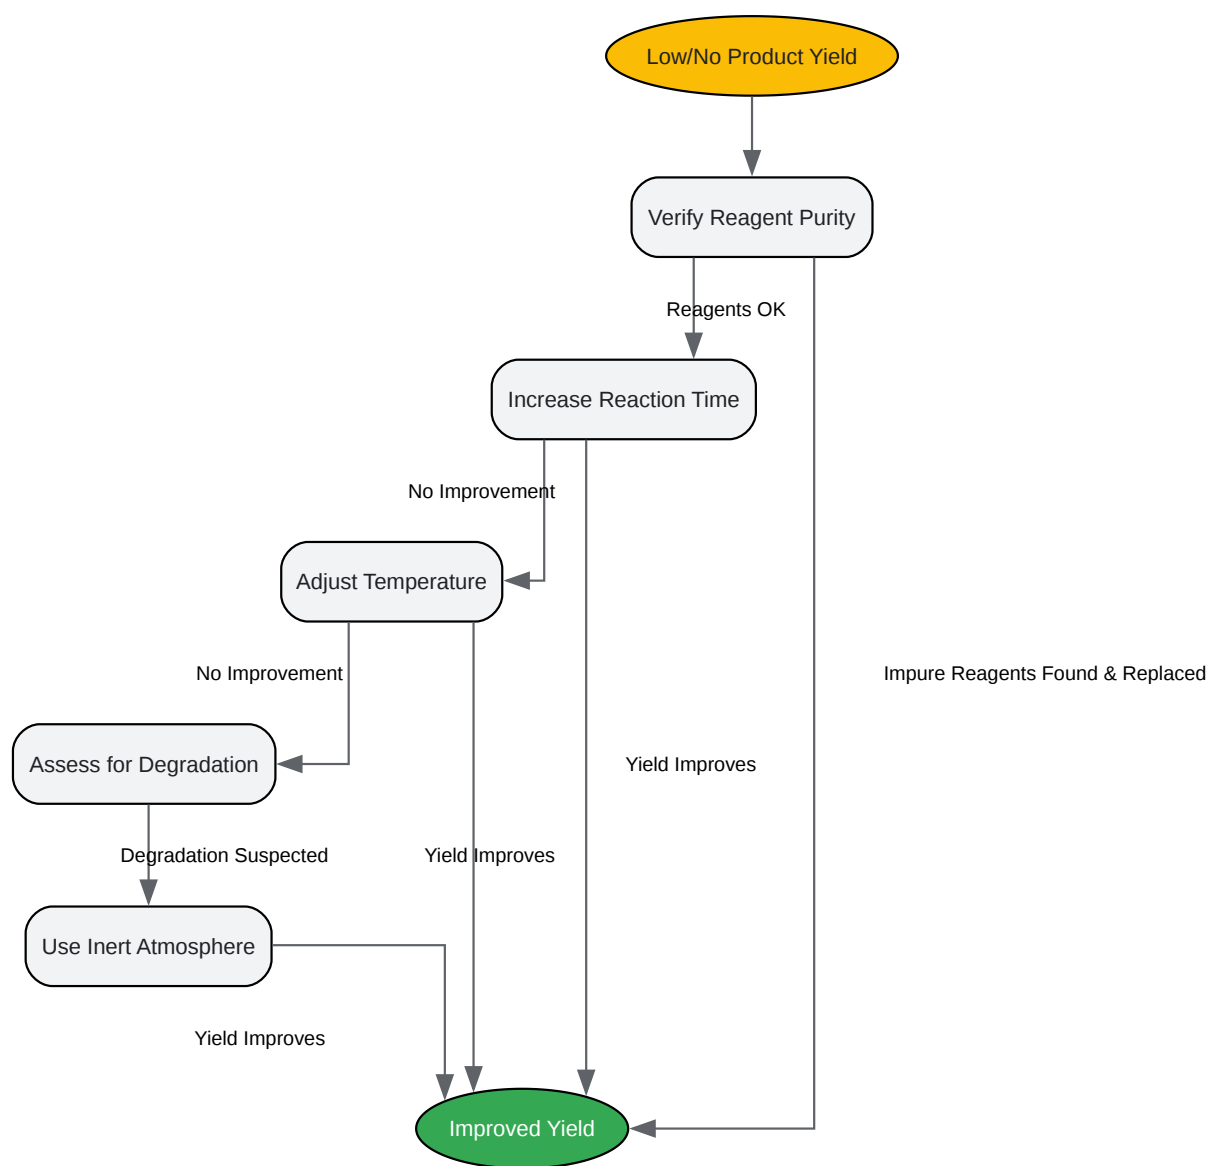 Low/No Product Yield
Verify Reagent Purity
Reagents OK
Increase Reaction Time
No Improvement
Adjust Temperature
No Improvement
Impure Reagents Found & Replaced
Assess for Degradation
Yield Improves
Degradation Suspected
Yield Improves
Use Inert Atmosphere
Yield Improves
Improved Yield